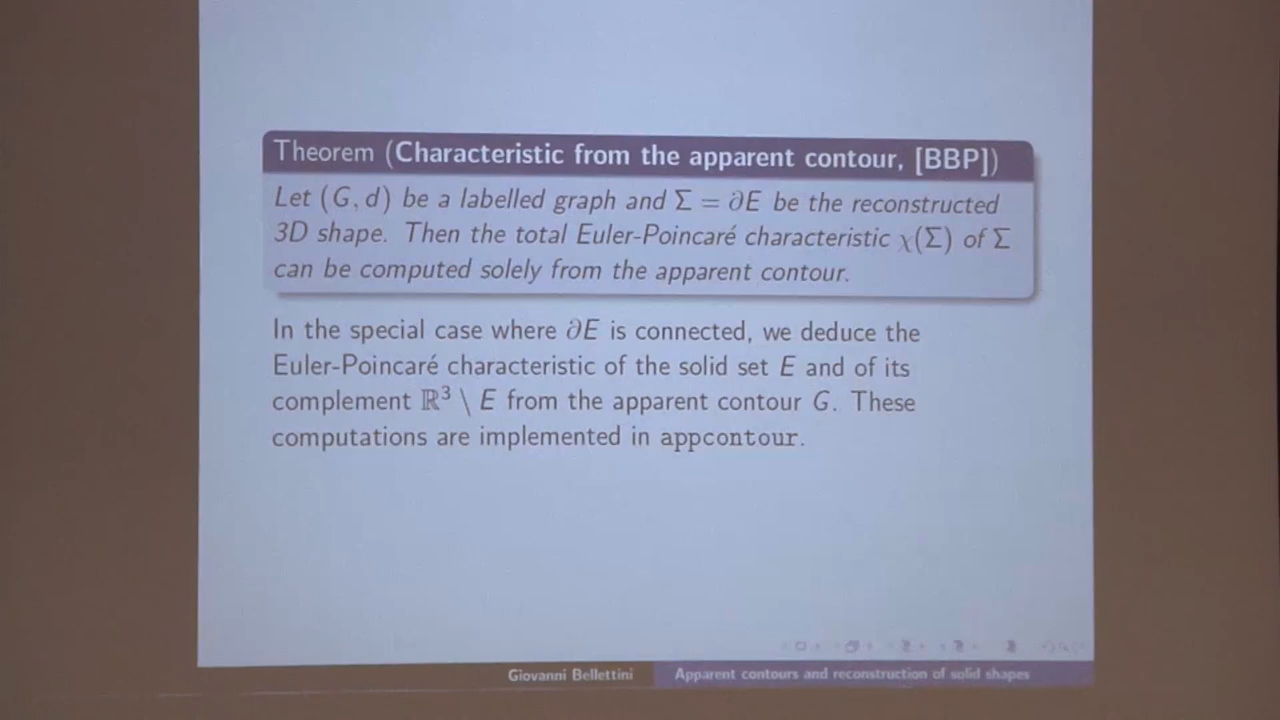 Theorem (Characteristic from the apparent contour, [BBP])
Let (G, d) be a labelled graph and Σ = ∂E be the reconstructed
3D shape. Then the total Euler-Poincaré characteristic χ(Σ) of Σ
can be computed solely from the apparent contour.
In the special case where ∂E is connected, we deduce the
Euler-Poincaré characteristic of the solid set E and of its
complement ℝ³ \ E from the apparent contour G. These
computations are implemented in appcontour.
Giovanni Bellettini Apparent contours and reconstruction of solid shapes